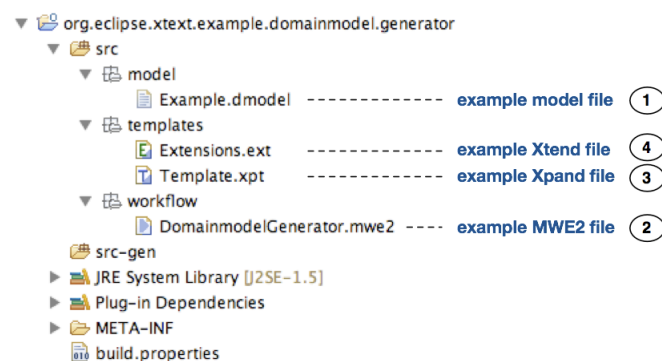 org.eclipse.xtext.example.domainmodel.generator
src
model
Example.dmodel ------------- example model file 1
templates
Extensions.ext ------------- example Xtend file 4
Template.xpt ------------- example Xpand file 3
workflow
DomainmodelGenerator.mwe2 ---- example MWE2 file 2
src-gen
JRE System Library [J2SE-1.5]
Plug-in Dependencies
META-INF
build.properties